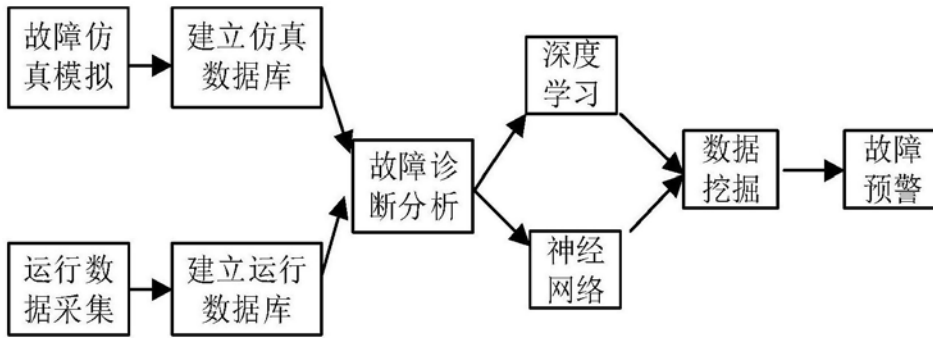 故障仿
真模拟
建立仿真
数据库
运行数
据采集
建立运行
数据库
故障诊
断分析
深度
学习
神经
网络
数据
挖掘
故障
预警